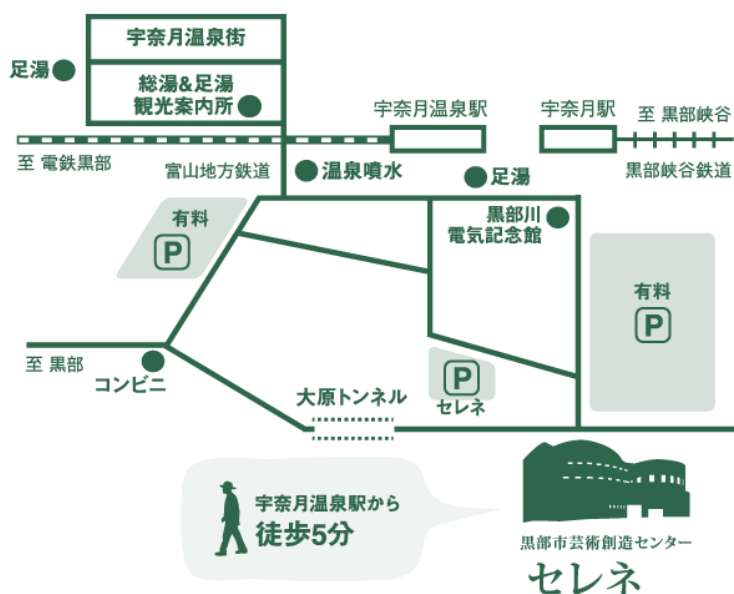 宇奈月温泉街
足湯
総湯&足湯
観光案内所
宇奈月温泉駅
宇奈月駅
至 黒部峡谷
至 電鉄黒部
富山地方鉄道
温泉噴水
足湯
黒部峡谷鉄道
有料
P
黒部川
電気記念館
有料
P
至 黒部
コンビニ
P
セレネ
大原トンネル
宇奈月温泉駅から
徒歩5分
黒部市芸術創造センター
セレネ